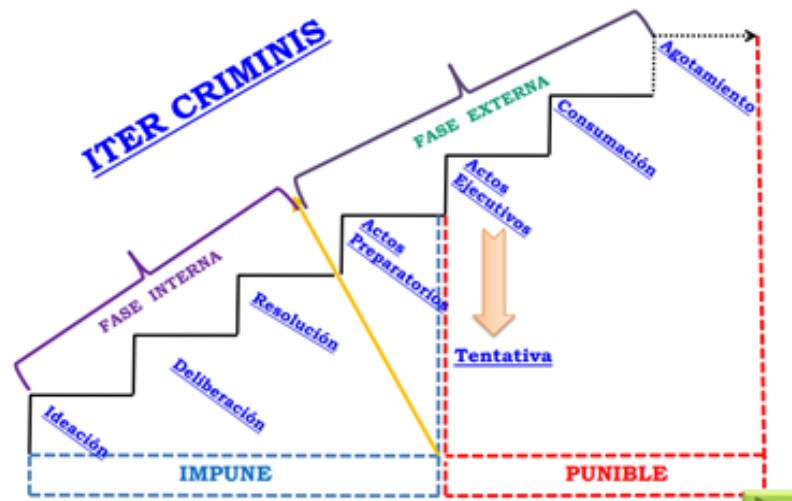 ITER CRIMINIS
FASE INTERNA
FASE EXTERNA
Ideación
Deliberación
Resolución
Actos
Preparatorios
Actos
Ejecutivos
Tentativa
Consumación
Agotamiento
IMPUNE
PUNIBLE